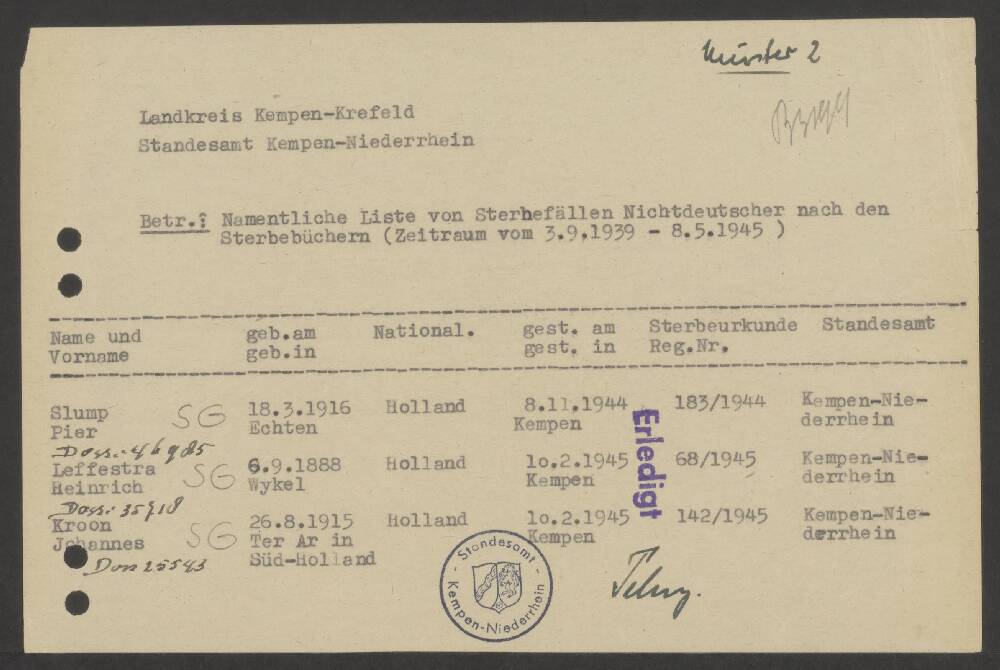 Münster 2
Landkreis Kempen-Krefeld
Standesamt Kempen-Niederrhein
Betr.: Namentliche Liste von Sterbefällen Nichtdeutscher nach den
Sterbebüchern (Zeitraum vom 3.9.1939 - 8.5.1945 )
Name und geb.am National. gest. am Sterbeurkunde Standesamt
Vorname geb.in gest. in Reg.Nr.
Slump SG 18.3.1916 Holland 8.11.1944 183/1944 Kempen-Nie-
Pier Echten Kempen derrhein
Doss.
Leffestra SG 6.9.1888 Holland 10.2.1945 68/1945 Kempen-Nie-
Heinrich Wykel Kempen derrhein
Doss:
Kroon SG 26.8.1915 Holland 10.2.1945 142/1945 Kempen-Nie-
Johannes Ter Ar in Kempen derrhein
Doss 25543 Süd-Holland
Erledigt
Standesamt
Kempen-Niederrhein